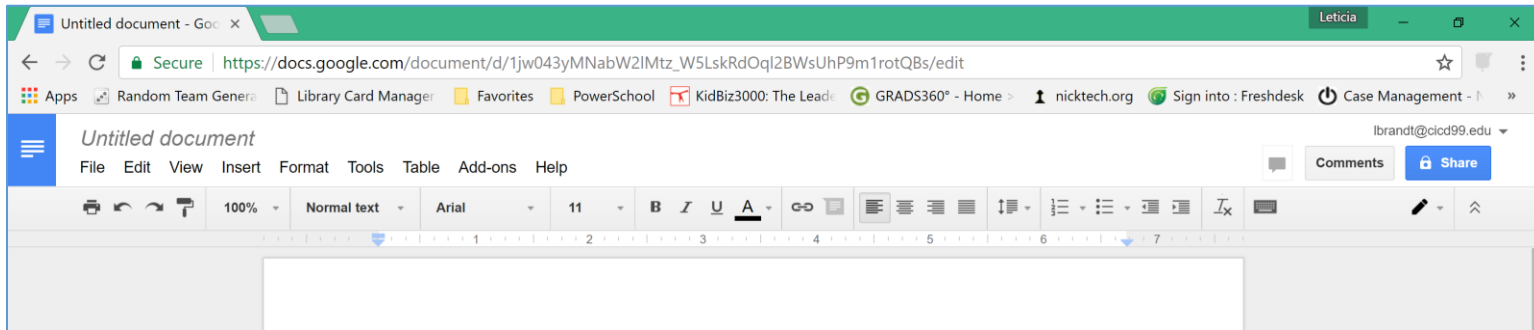 Untitled document - Goo
Leticia
Secure https://docs.google.com/document/d/1jw043yMNabW2lMtz_W5LskRdOql2BWsUhP9m1rotQBs/edit
Apps Random Team Genera Library Card Manager Favorites PowerSchool KidBiz3000: The Leade GRADS360° - Home > nicktech.org Sign into : Freshdesk Case Management - N »
Untitled document
lbrandt@cicd99.edu
File Edit View Insert Format Tools Table Add-ons Help
Comments Share
100% Normal text Arial 11 B I U A
1 2 3 4 5 6 7